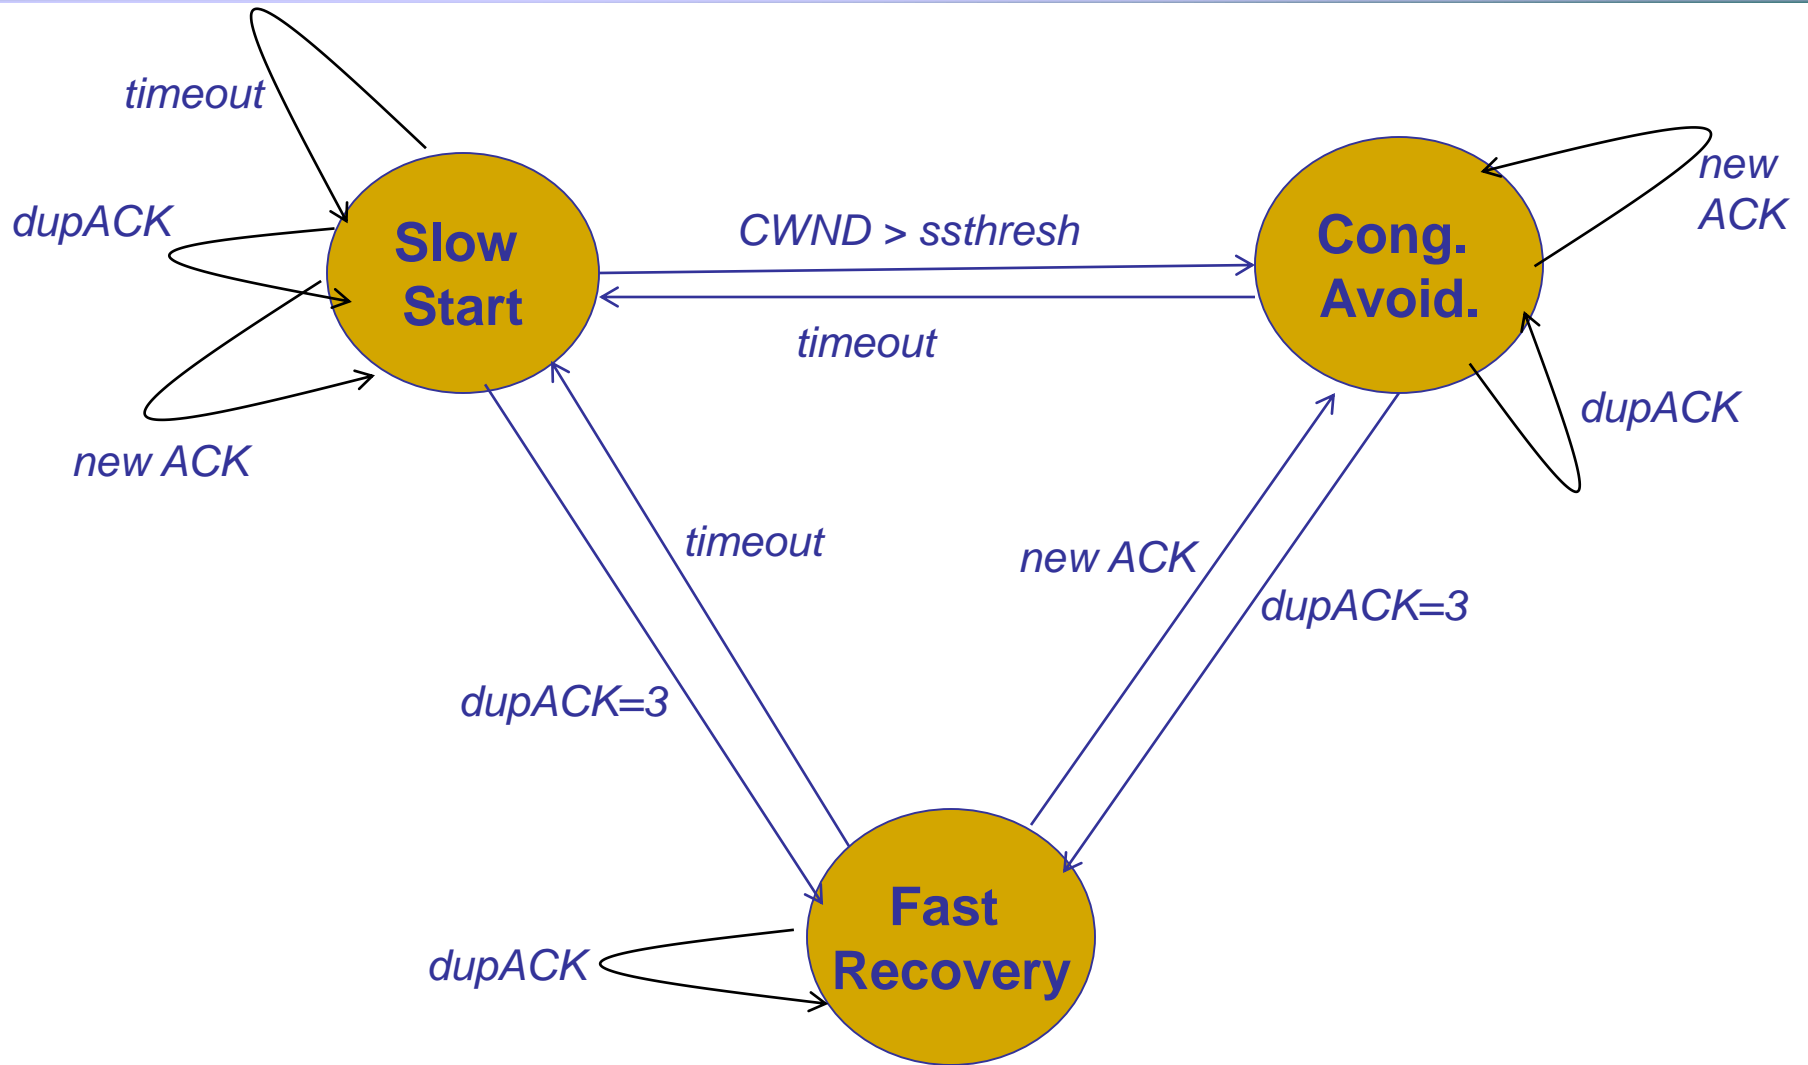 timeout
dupACK
Slow
Start
new ACK
CWND > ssthresh
timeout
Cong.
Avoid.
new
ACK
dupACK
timeout
new ACK
dupACK=3
dupACK=3
Fast
Recovery
dupACK